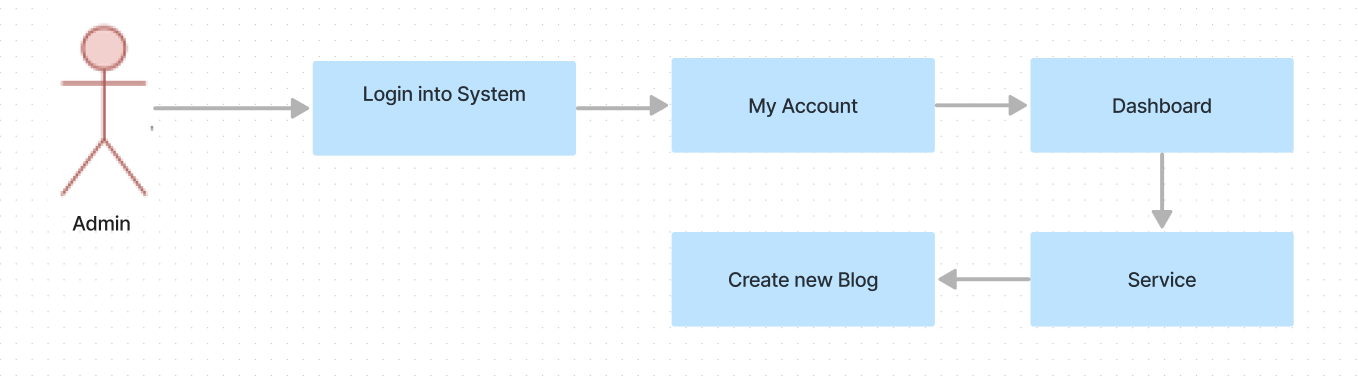 Login into System
My Account
Dashboard
Admin
Create new Blog
Service